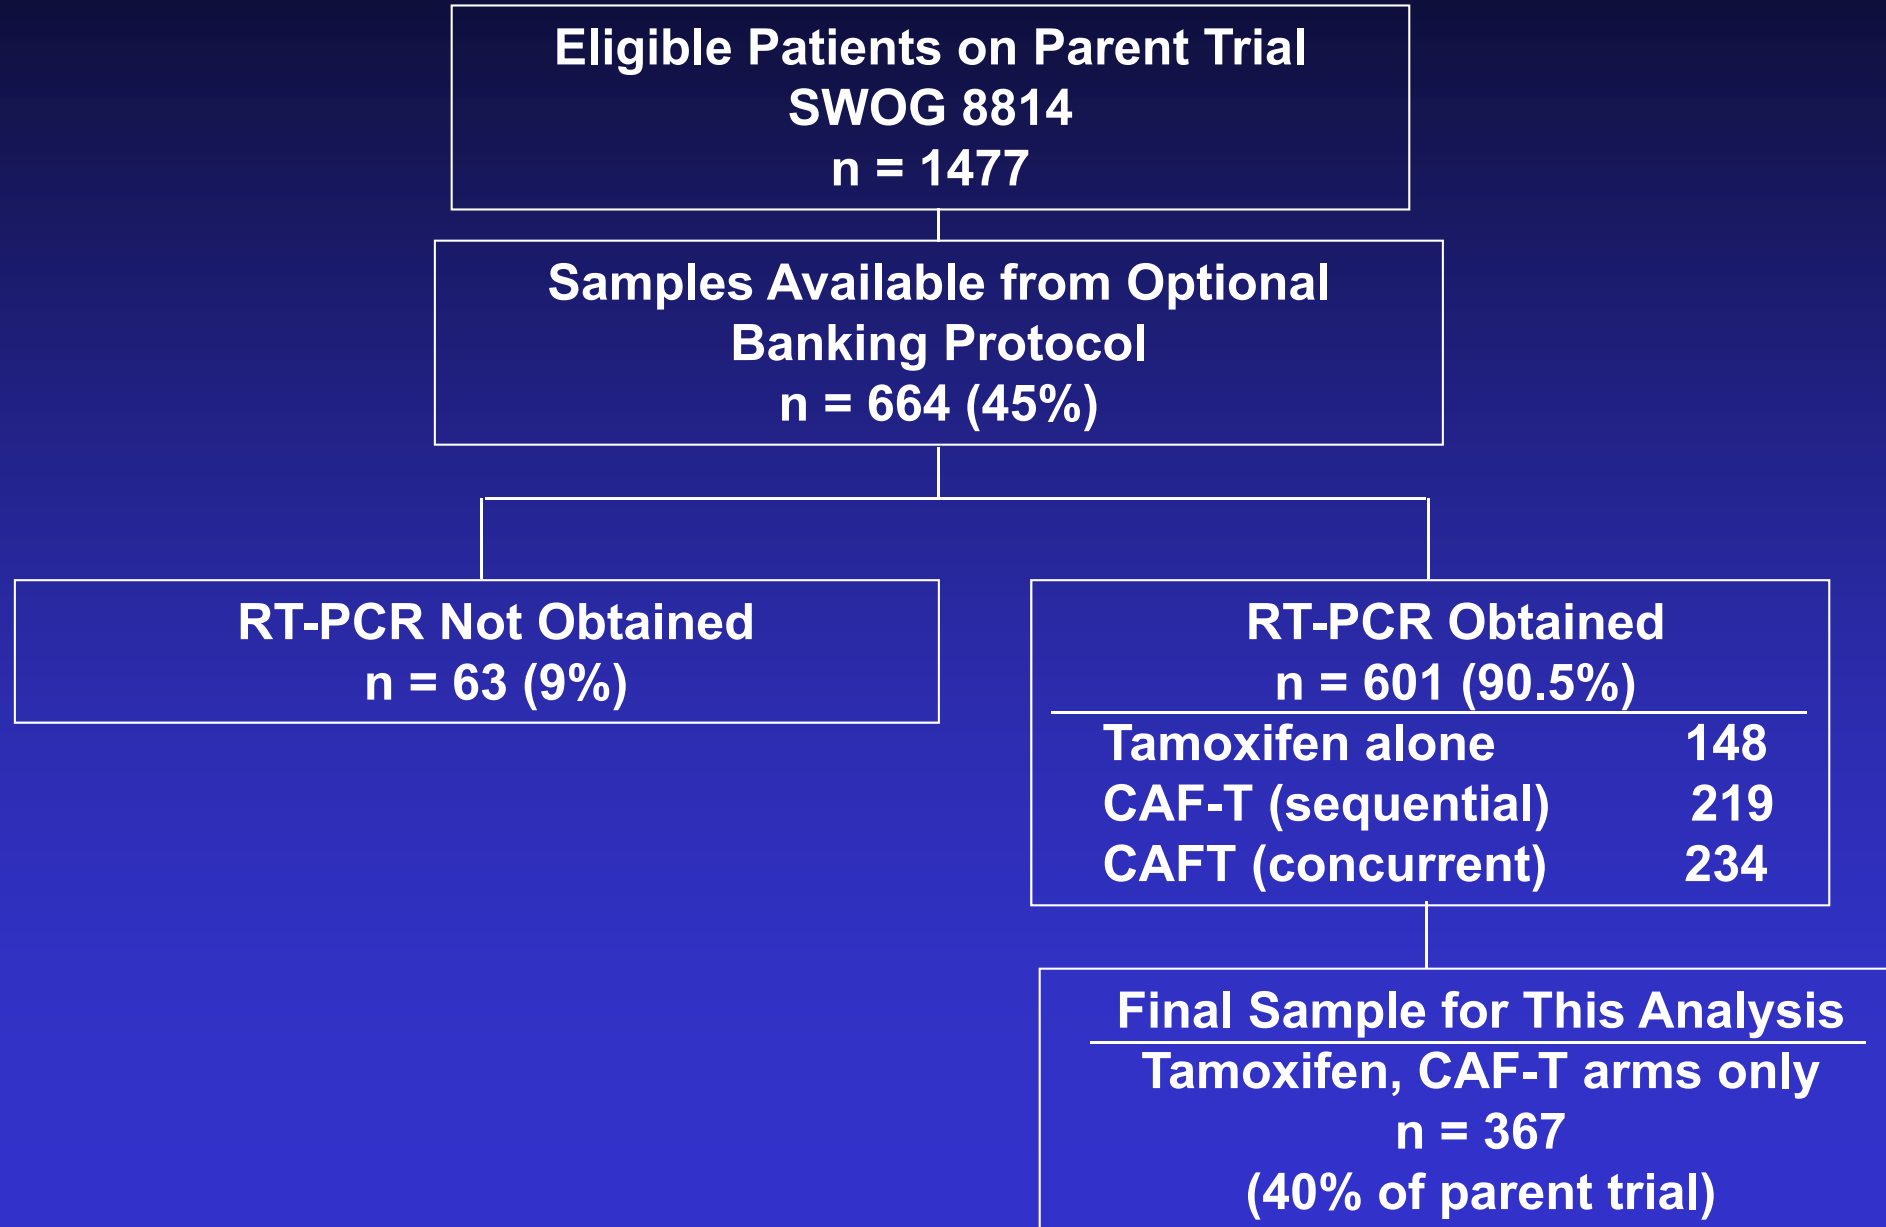 Eligible Patients on Parent Trial
SWOG 8814
n = 1477
Samples Available from Optional
Banking Protocol
n = 664 (45%)
RT-PCR Not Obtained
n = 63 (9%)
RT-PCR Obtained
n = 601 (90.5%)
Tamoxifen alone 148
CAF-T (sequential) 219
CAFT (concurrent) 234
Final Sample for This Analysis
Tamoxifen, CAF-T arms only
n = 367
(40% of parent trial)